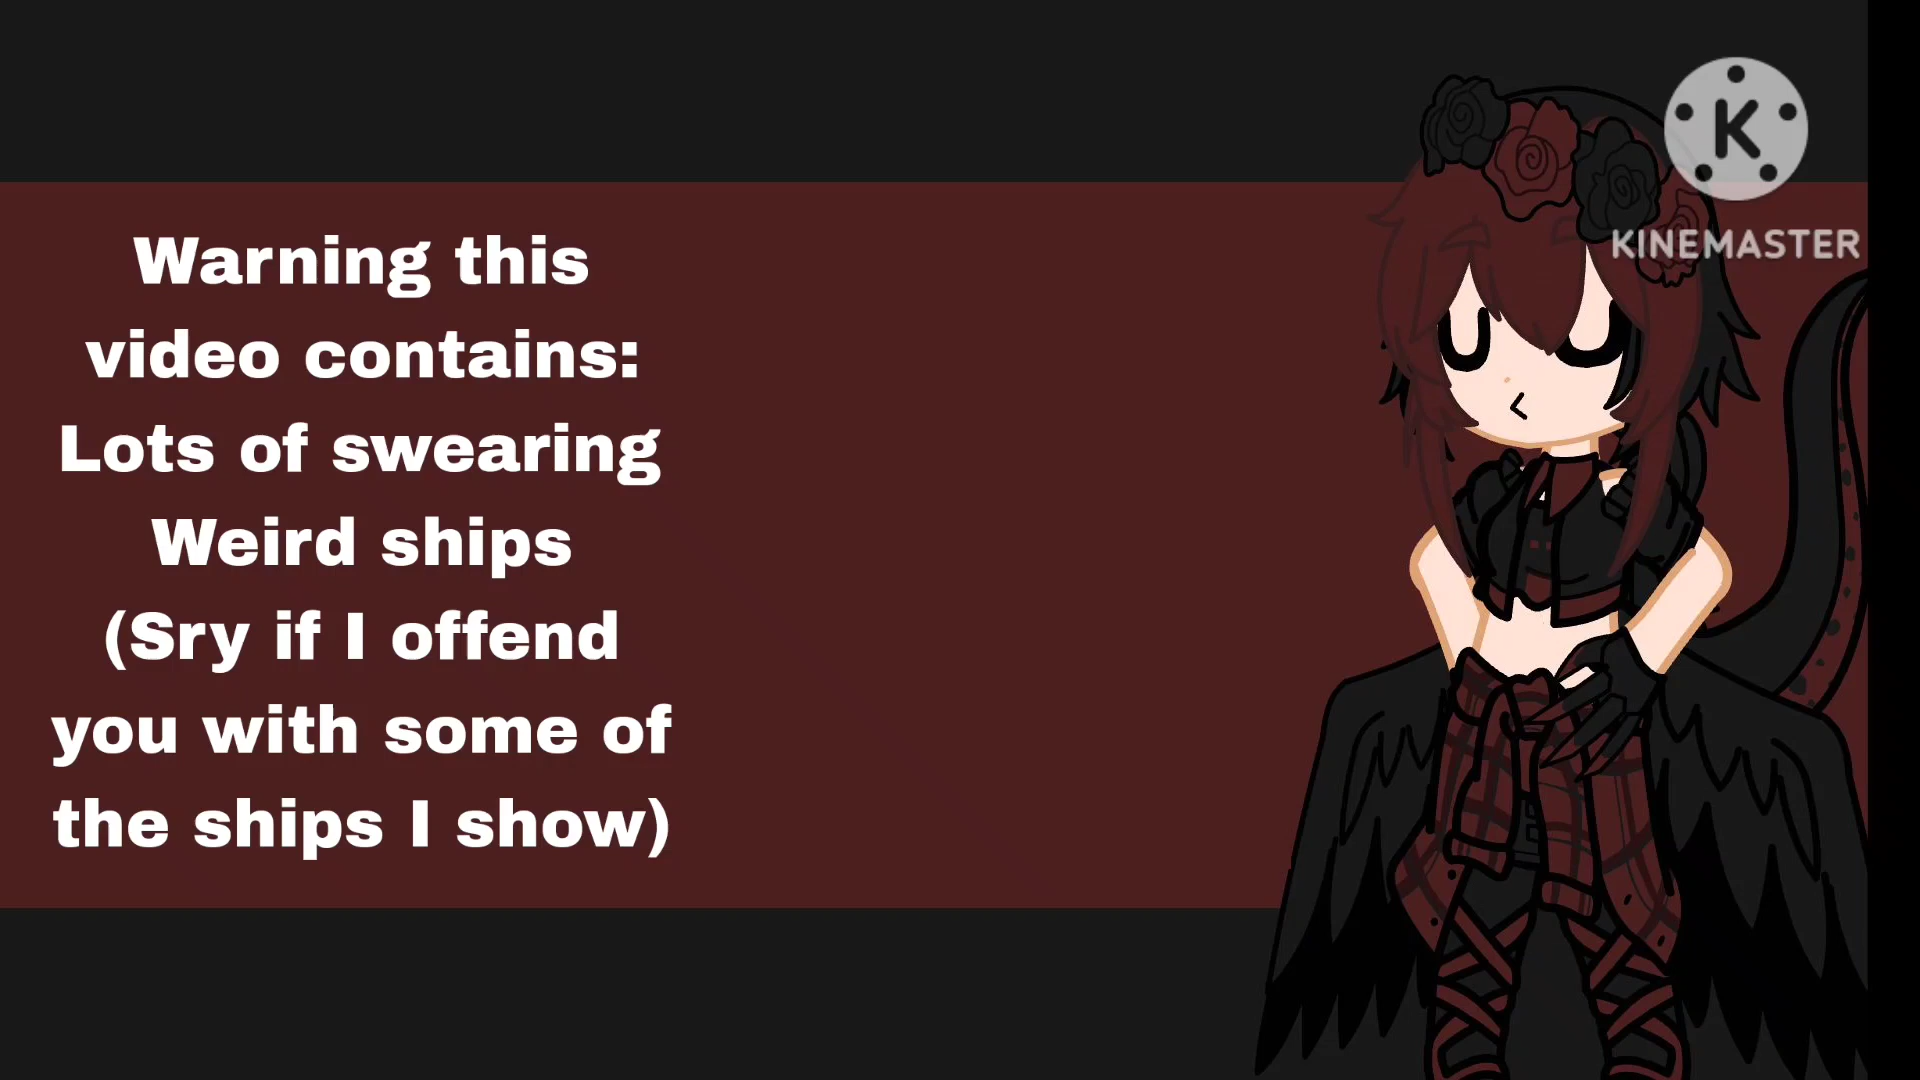 Warning this
video contains:
Lots of swearing
Weird ships
(Sry if I offend
you with some of
the ships I show)
K
KINEMASTER